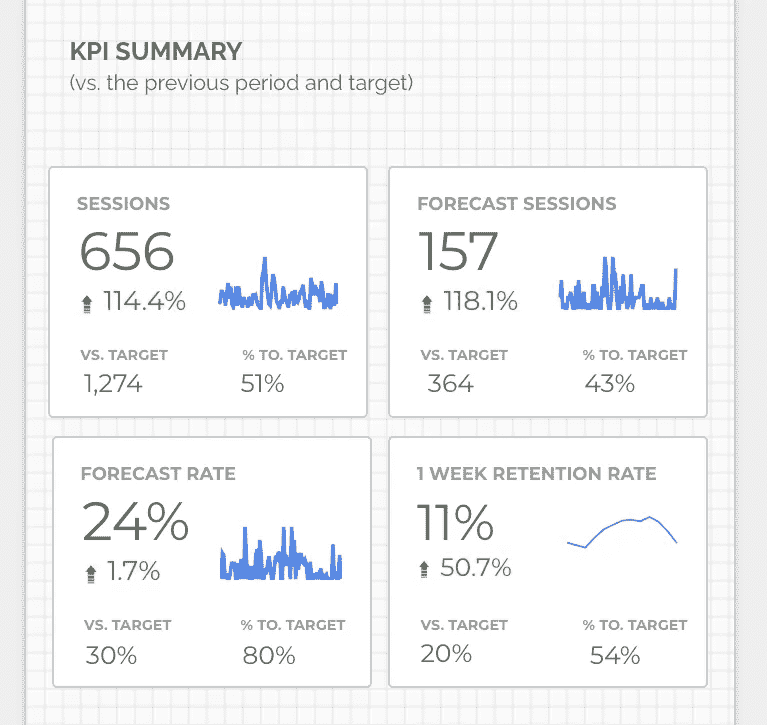 KPI SUMMARY
(vs. the previous period and target)
SESSIONS
656
114.4%
VS. TARGET % TO. TARGET
1,274 51%
FORECAST SESSIONS
157
118.1%
VS. TARGET % TO. TARGET
364 43%
FORECAST RATE
24%
1.7%
VS. TARGET % TO. TARGET
30% 80%
1 WEEK RETENTION RATE
11%
50.7%
VS. TARGET % TO. TARGET
20% 54%